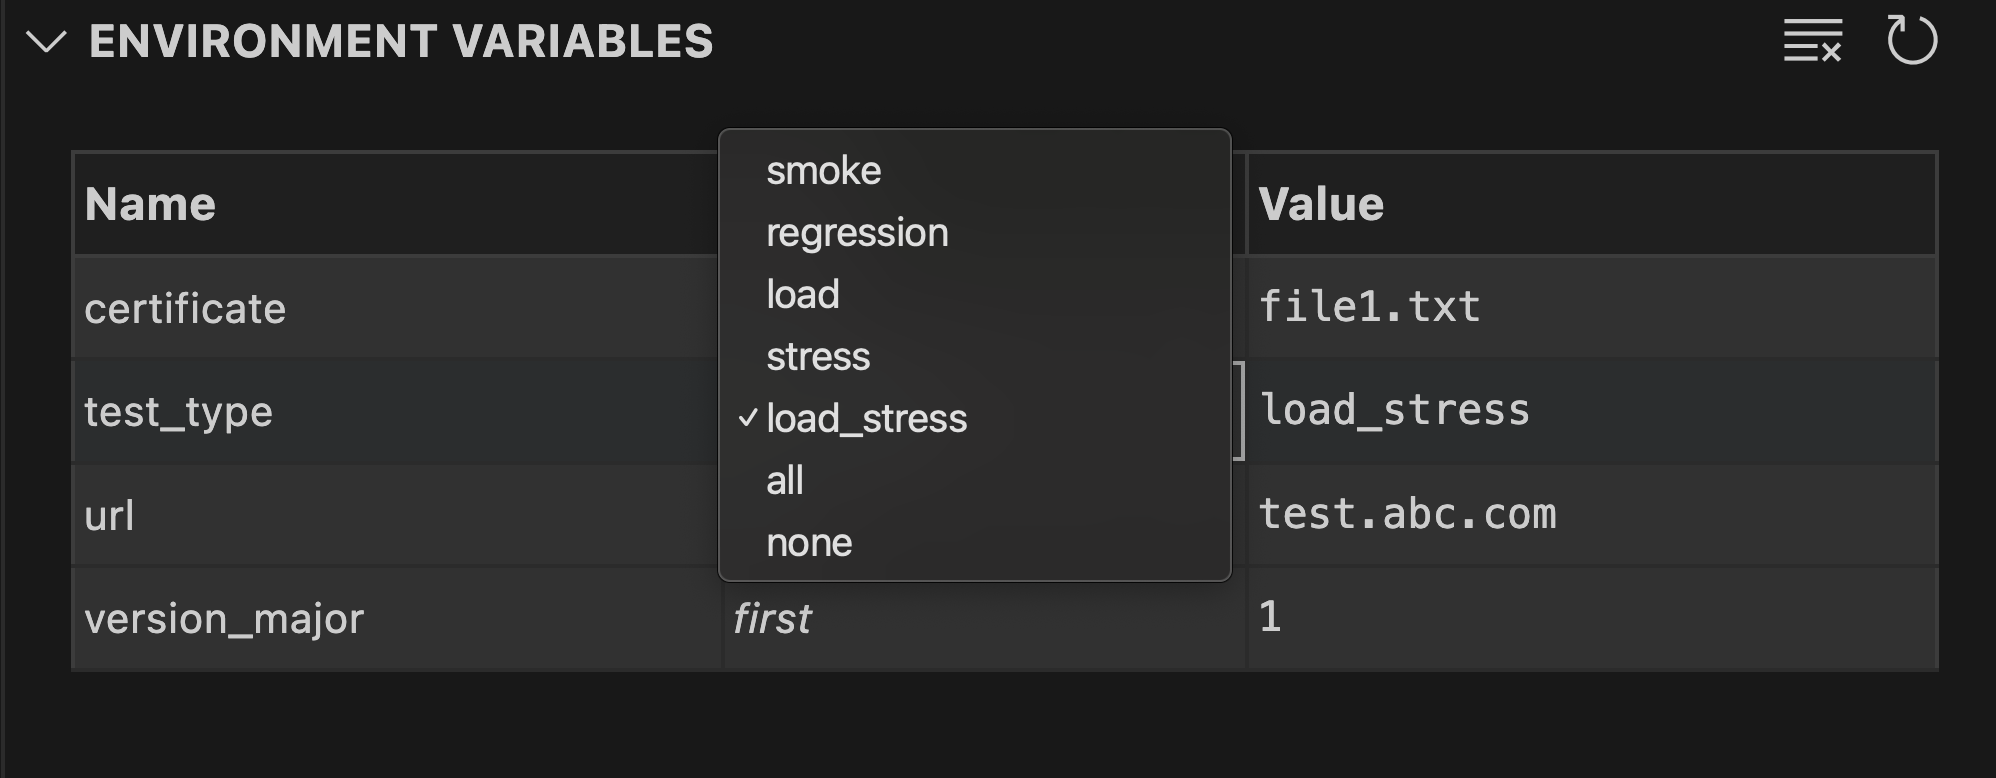 ENVIRONMENT VARIABLES
Name
Value
smoke
regression
load
stress
load_stress
all
none
certificate
file1.txt
test_type
load_stress
url
test.abc.com
version_major
first
1